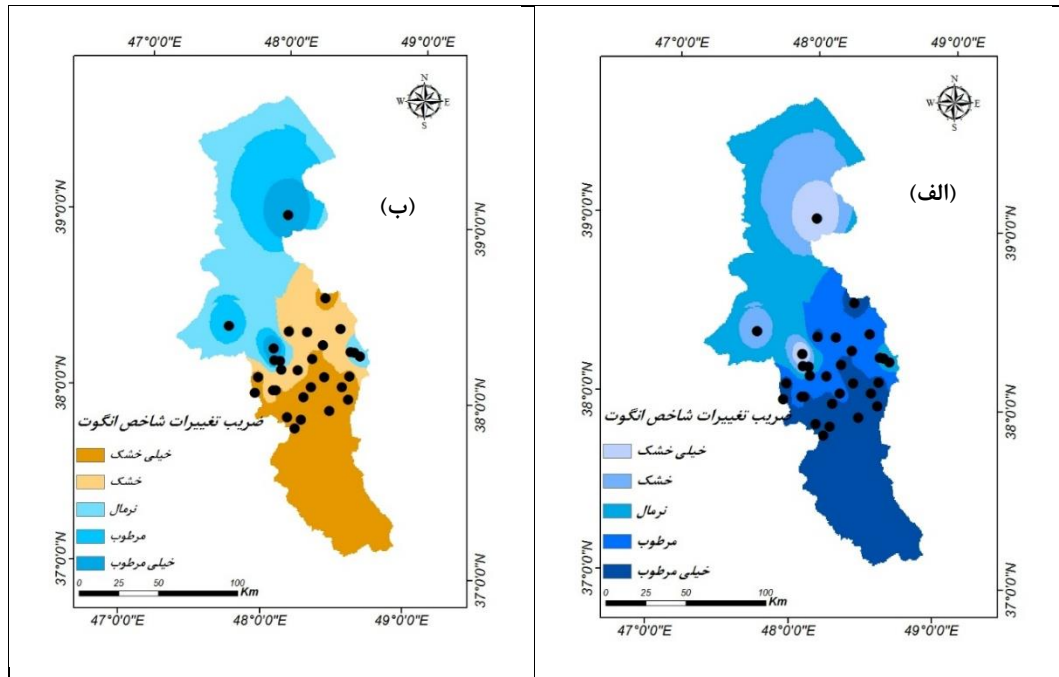 47°0'0"E 48°0'0"E 49°0'0"E
N
W E
S
(الف)
39°0'0"N 39°0'0"N
38°0'0"N 38°0'0"N
ضریب تغییرات شاخص انگوت
خیلی خشک
خشک
نرمال
مرطوب
خیلی مرطوب
37°0'0"N 37°0'0"N
0 25 50 100
Km
47°0'0"E 48°0'0"E 49°0'0"E
47°0'0"E 48°0'0"E 49°0'0"E
N
W E
S
(ب)
39°0'0"N 39°0'0"N
38°0'0"N 38°0'0"N
ضریب تغییرات شاخص انگوت
خیلی خشک
خشک
نرمال
مرطوب
خیلی مرطوب
37°0'0"N 37°0'0"N
0 25 50 100
Km
47°0'0"E 48°0'0"E 49°0'0"E